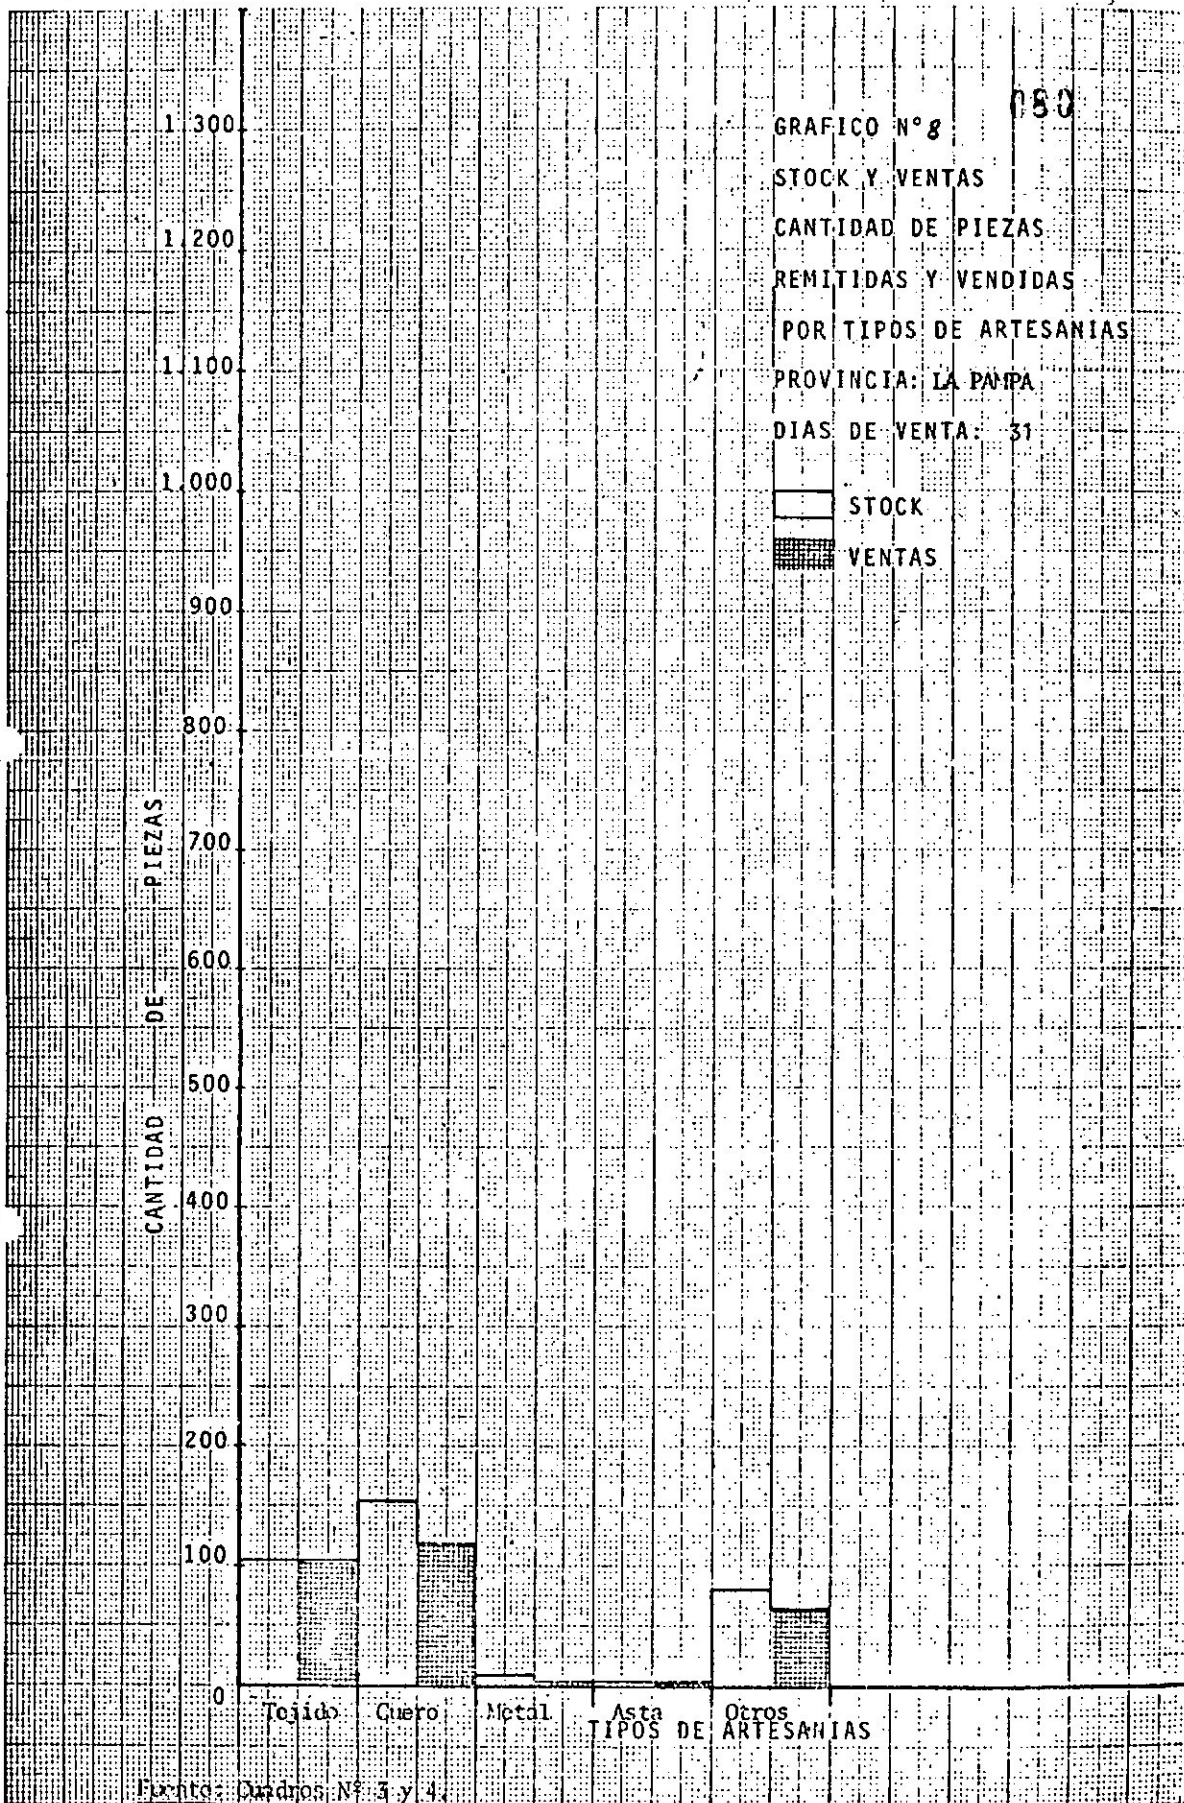 080
GRAFICO N° 8
STOCK Y VENTAS
CANTIDAD DE PIEZAS
REMITIDAS Y VENDIDAS
POR TIPOS DE ARTESANIAS
PROVINCIA: LA PAMPA
DIAS DE VENTA: 31
STOCK
VENTAS
1.300
1.200
1.100
1.000
900
800
700
600
500
400
300
200
100
0
CANTIDAD DE PIEZAS
Tejido Cuero Metal Asta Otros
TIPOS DE ARTESANIAS
Fuente: Cuadros N° 3 y 4.